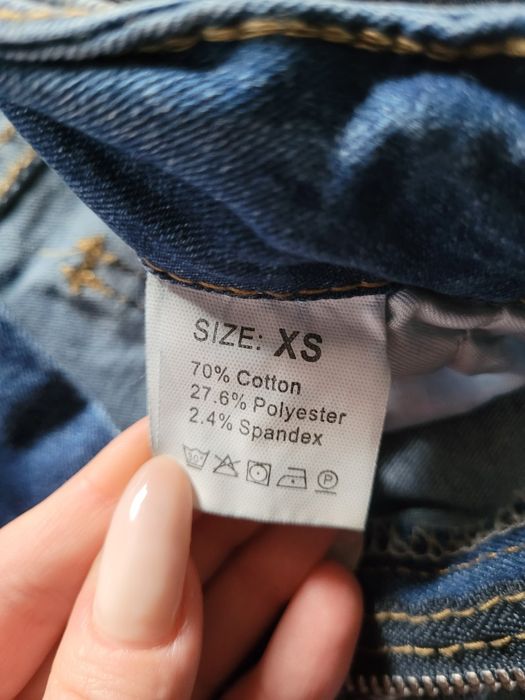 SIZE: XS
70% Cotton
27.6% Polyester
2.4% Spandex
P